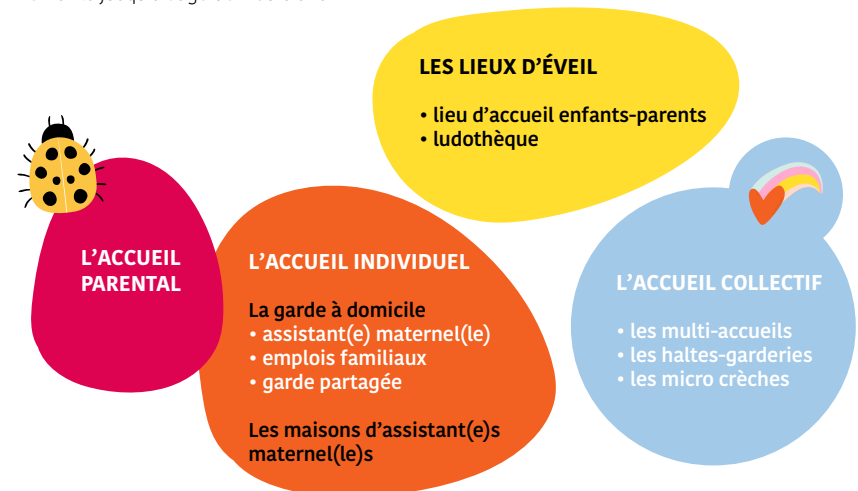 LES LIEUX D'ÉVEIL
• lieu d'accueil enfants-parents
• ludothèque
L'ACCUEIL
PARENTAL
L'ACCUEIL INDIVIDUEL
La garde à domicile
• assistant(e) maternel(le)
• emplois familiaux
• garde partagée
Les maisons d'assistant(e)s
maternel(le)s
L'ACCUEIL COLLECTIF
• les multi-accueils
• les haltes-garderies
• les micro crèches